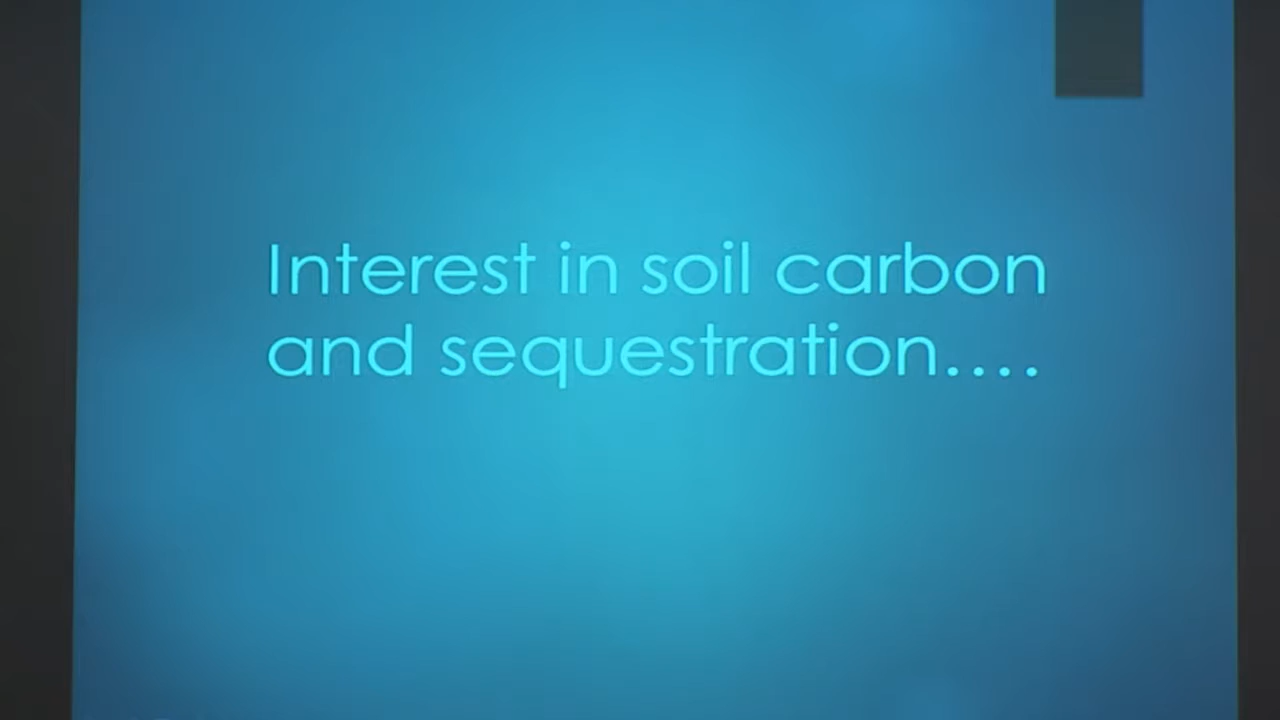 Interest in soil carbon
and sequestration....